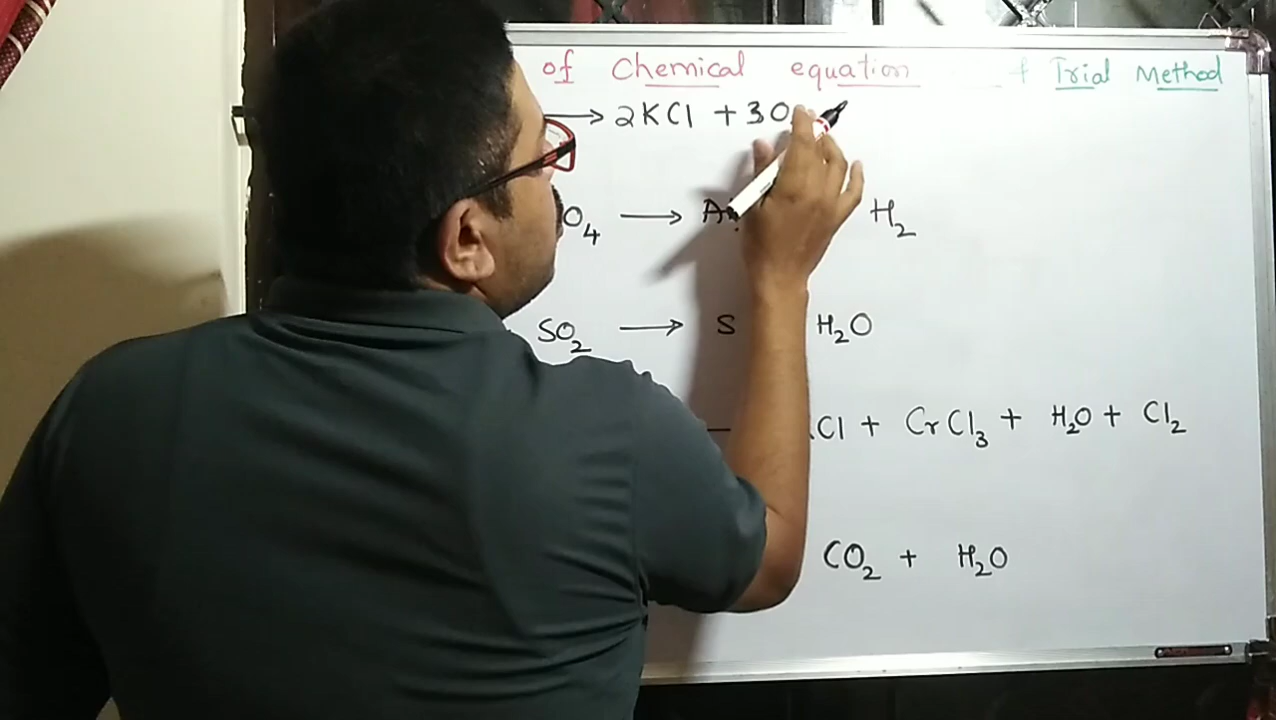 of Chemical equation Trial Method
⟶ 2KCl + 3O
O₄ ⟶ H₂
SO₂ ⟶ S H₂O
Cl + CrCl₃ + H₂O + Cl₂
CO₂ + H₂O